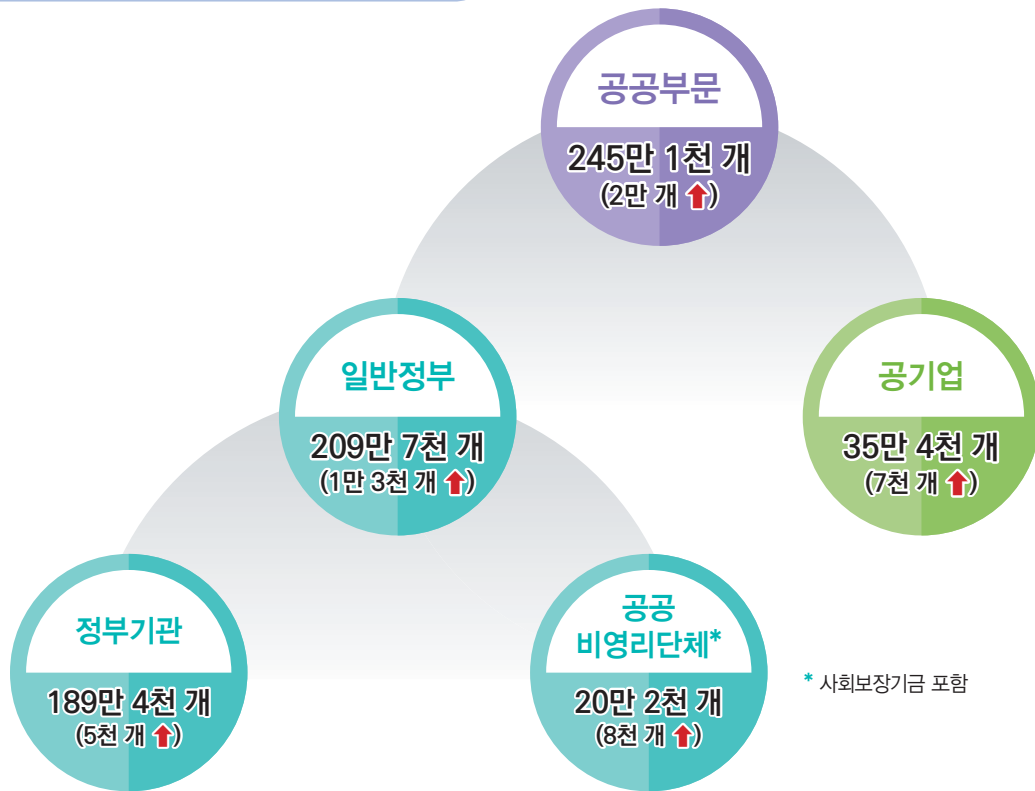 공공부문
245만 1천 개
(2만 개 ⬆)
일반정부
209만 7천 개
(1만 3천 개 ⬆)
공기업
35만 4천 개
(7천 개 ⬆)
정부기관
189만 4천 개
(5천 개 ⬆)
공공
비영리단체*
20만 2천 개
(8천 개 ⬆)
* 사회보장기금 포함